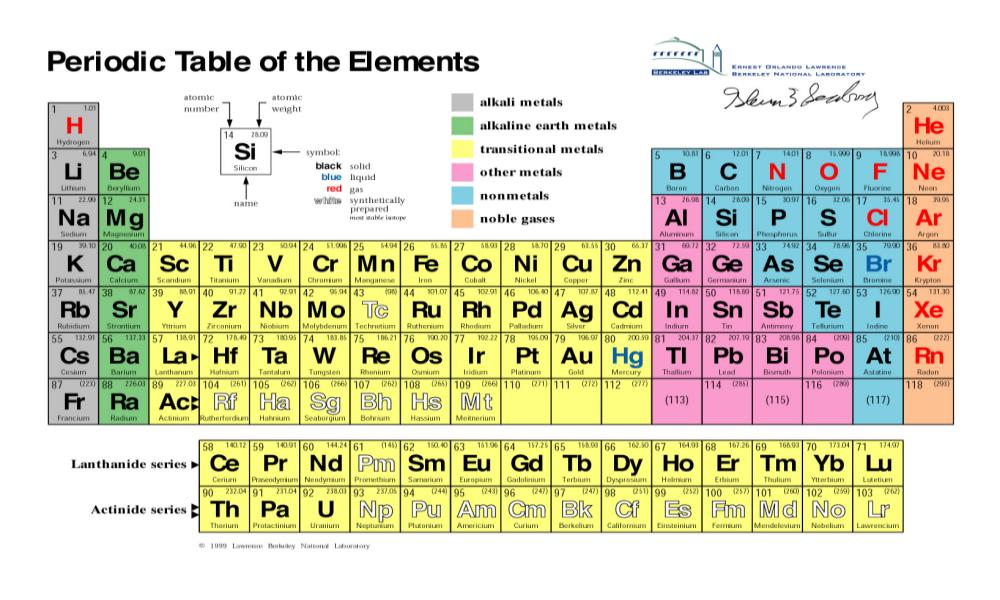 Periodic Table of the Elements
BERKELEY LAB
ERNEST ORLANDO LAWRENCE
BERKELEY NATIONAL LABORATORY
atomic number
atomic weight
14 28.09
Si
Silicon
name
symbol:
black solid
blue liquid
red gas
white synthetically prepared
most stable isotope
alkali metals
alkaline earth metals
transitional metals
other metals
nonmetals
noble gases
1 1.01 2 4.003
H He
Hydrogen Helium
3 6.94 4 9.01 5 10.81 6 12.01 7 14.01 8 15.999 9 18.998 10 20.18
Li Be B C N O F Ne
Lithium Beryllium Boron Carbon Nitrogen Oxygen Fluorine Neon
11 22.99 12 24.31 13 26.98 14 28.09 15 30.97 16 32.06 17 35.45 18 39.95
Na Mg Al Si P S Cl Ar
Sodium Magnesium Aluminum Silicon Phosphorus Sulfur Chlorine Argon
19 39.10 20 40.08 21 44.96 22 47.90 23 50.94 24 51.996 25 54.94 26 55.85 27 58.93 28 58.70 29 63.55 30 65.37 31 69.72 32 72.59 33 74.92 34 78.96 35 79.90 36 83.80
K Ca Sc Ti V Cr Mn Fe Co Ni Cu Zn Ga Ge As Se Br Kr
Potassium Calcium Scandium Titanium Vanadium Chromium Manganese Iron Cobalt Nickel Copper Zinc Gallium Germanium Arsenic Selenium Bromine Krypton
37 85.47 38 87.62 39 88.91 40 91.22 41 92.91 42 95.94 43 (98) 44 101.07 45 102.91 46 106.40 47 107.87 48 112.41 49 114.82 50 118.69 51 121.75 52 127.60 53 126.90 54 131.30
Rb Sr Y Zr Nb Mo Tc Ru Rh Pd Ag Cd In Sn Sb Te I Xe
Rubidium Strontium Yttrium Zirconium Niobium Molybdenum Technetium Ruthenium Rhodium Palladium Silver Cadmium Indium Tin Antimony Tellurium Iodine Xenon
55 132.91 56 137.33 57 138.91 72 178.49 73 180.95 74 183.85 75 186.21 76 190.20 77 192.22 78 195.09 79 196.97 80 200.59 81 204.37 82 207.19 83 208.98 84 (209) 85 (210) 86 (222)
Cs Ba La Hf Ta W Re Os Ir Pt Au Hg Tl Pb Bi Po At Rn
Cesium Barium Lanthanum Hafnium Tantalum Tungsten Rhenium Osmium Iridium Platinum Gold Mercury Thallium Lead Bismuth Polonium Astatine Radon
87 (223) 88 226.03 89 227.03 104 (261) 105 (262) 106 (266) 107 (262) 108 (265) 109 (266) 110 (271) 111 (272) 112 (277) 114 (285) 116 (289) 118 (293)
Fr Ra Ac Rf Ha Sg Bh Hs Mt (113) (115) (117)
Francium Radium Actinium Rutherfordium Hahnium Seaborgium Bohrium Hassium Meitnerium
58 140.12 59 140.91 60 144.24 61 (145) 62 150.40 63 151.96 64 157.25 65 158.93 66 162.50 67 164.93 68 167.26 69 168.93 70 173.04 71 174.97
Lanthanide series Ce Pr Nd Pm Sm Eu Gd Tb Dy Ho Er Tm Yb Lu
Cerium Praseodymium Neodymium Promethium Samarium Europium Gadolinium Terbium Dysprosium Holmium Erbium Thulium Ytterbium Lutetium
90 232.04 91 231.04 92 238.03 93 237.05 94 (244) 95 (243) 96 (247) 97 (247) 98 (251) 99 (252) 100 (257) 101 (260) 102 (259) 103 (262)
Actinide series Th Pa U Np Pu Am Cm Bk Cf Es Fm Md No Lr
Thorium Protactinium Uranium Neptunium Plutonium Americium Curium Berkelium Californium Einsteinium Fermium Mendelevium Nobelium Lawrencium
© 1999 Lawrence Berkeley National Laboratory